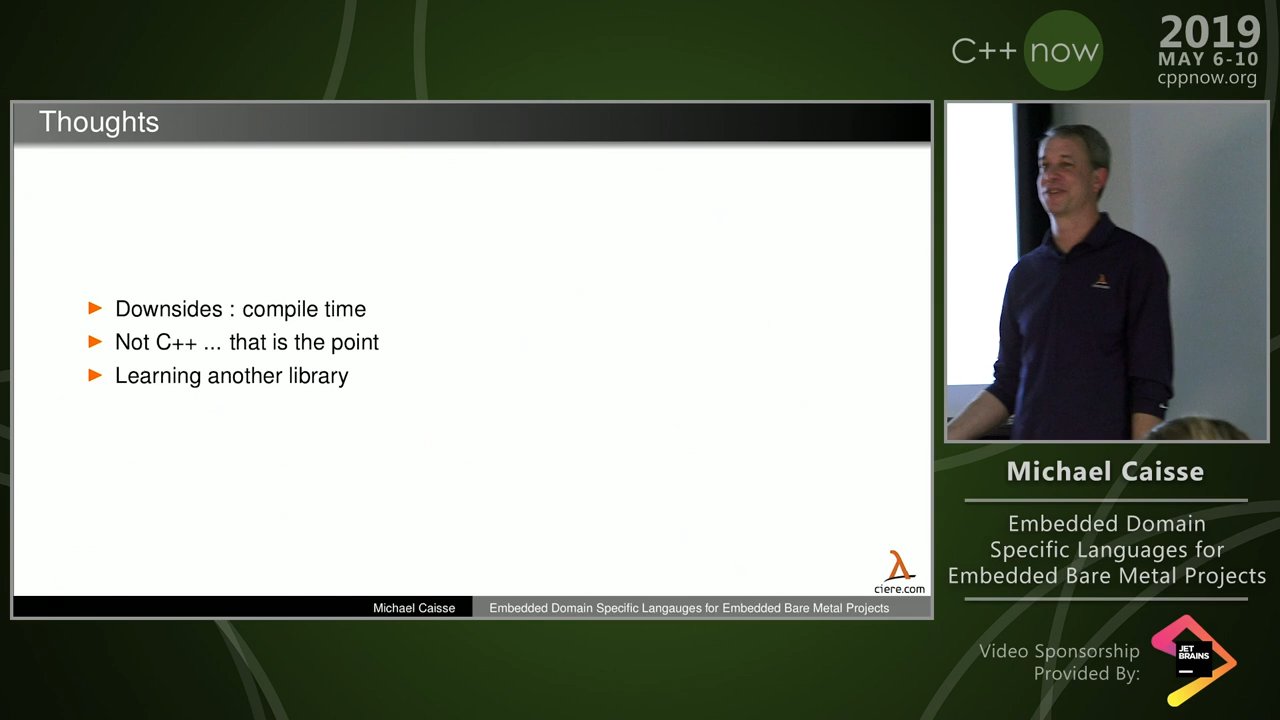 C++ now
2019
MAY 6-10
cppnow.org
Thoughts
Downsides : compile time
Not C++ ... that is the point
Learning another library
ciere.com
Michael Caisse
Embedded Domain Specific Langauges for Embedded Bare Metal Projects
Michael Caisse
Embedded Domain
Specific Languages for
Embedded Bare Metal Projects
Video Sponsorship
Provided By:
JET
BRAINS